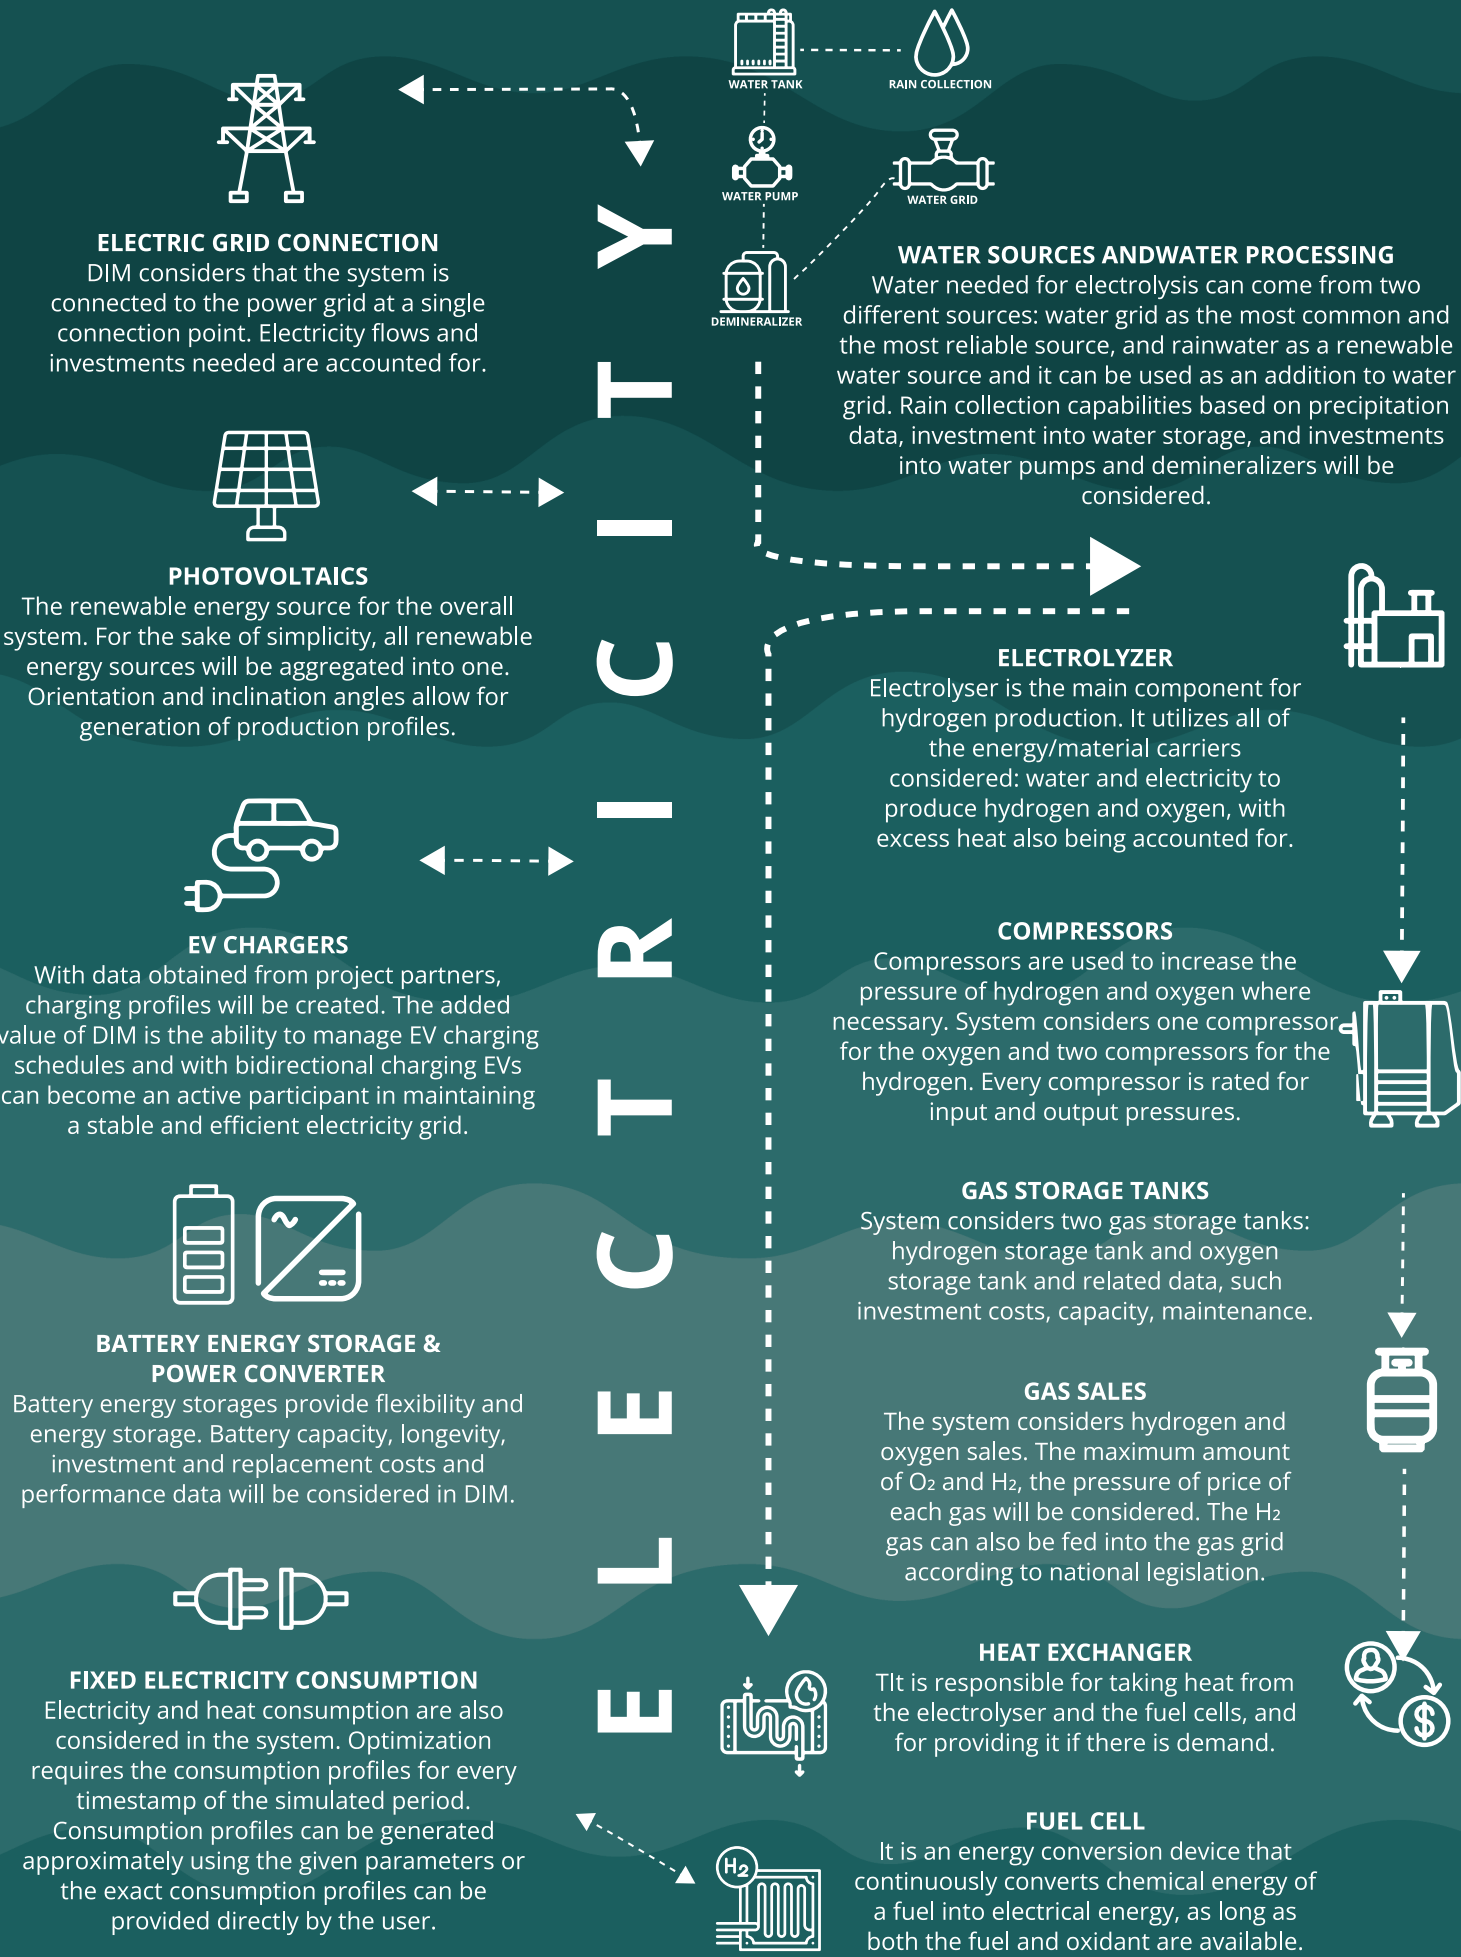 WATER TANK
RAIN COLLECTION
WATER PUMP
WATER GRID
DEMINERALIZER
ELECTRICITY
ELECTRIC GRID CONNECTION
DIM considers that the system is
connected to the power grid at a single
connection point. Electricity flows and
investments needed are accounted for.
PHOTOVOLTAICS
The renewable energy source for the overall
system. For the sake of simplicity, all renewable
energy sources will be aggregated into one.
Orientation and inclination angles allow for
generation of production profiles.
EV CHARGERS
With data obtained from project partners,
charging profiles will be created. The added
value of DIM is the ability to manage EV charging
schedules and with bidirectional charging EVs
can become an active participant in maintaining
a stable and efficient electricity grid.
BATTERY ENERGY STORAGE &
POWER CONVERTER
Battery energy storages provide flexibility and
energy storage. Battery capacity, longevity,
investment and replacement costs and
performance data will be considered in DIM.
FIXED ELECTRICITY CONSUMPTION
Electricity and heat consumption are also
considered in the system. Optimization
requires the consumption profiles for every
timestamp of the simulated period.
Consumption profiles can be generated
approximately using the given parameters or
the exact consumption profiles can be
provided directly by the user.
WATER SOURCES ANDWATER PROCESSING
Water needed for electrolysis can come from two
different sources: water grid as the most common and
the most reliable source, and rainwater as a renewable
water source and it can be used as an addition to water
grid. Rain collection capabilities based on precipitation
data, investment into water storage, and investments
into water pumps and demineralizers will be
considered.
ELECTROLYZER
Electrolyser is the main component for
hydrogen production. It utilizes all of
the energy/material carriers
considered: water and electricity to
produce hydrogen and oxygen, with
excess heat also being accounted for.
COMPRESSORS
Compressors are used to increase the
pressure of hydrogen and oxygen where
necessary. System considers one compressor
for the oxygen and two compressors for the
hydrogen. Every compressor is rated for
input and output pressures.
GAS STORAGE TANKS
System considers two gas storage tanks:
hydrogen storage tank and oxygen
storage tank and related data, such
investment costs, capacity, maintenance.
GAS SALES
The system considers hydrogen and
oxygen sales. The maximum amount
of O₂ and H₂, the pressure of price of
each gas will be considered. The H₂
gas can also be fed into the gas grid
according to national legislation.
HEAT EXCHANGER
TIt is responsible for taking heat from
the electrolyser and the fuel cells, and
for providing it if there is demand.
$
FUEL CELL
It is an energy conversion device that
continuously converts chemical energy of
a fuel into electrical energy, as long as
both the fuel and oxidant are available.
H₂